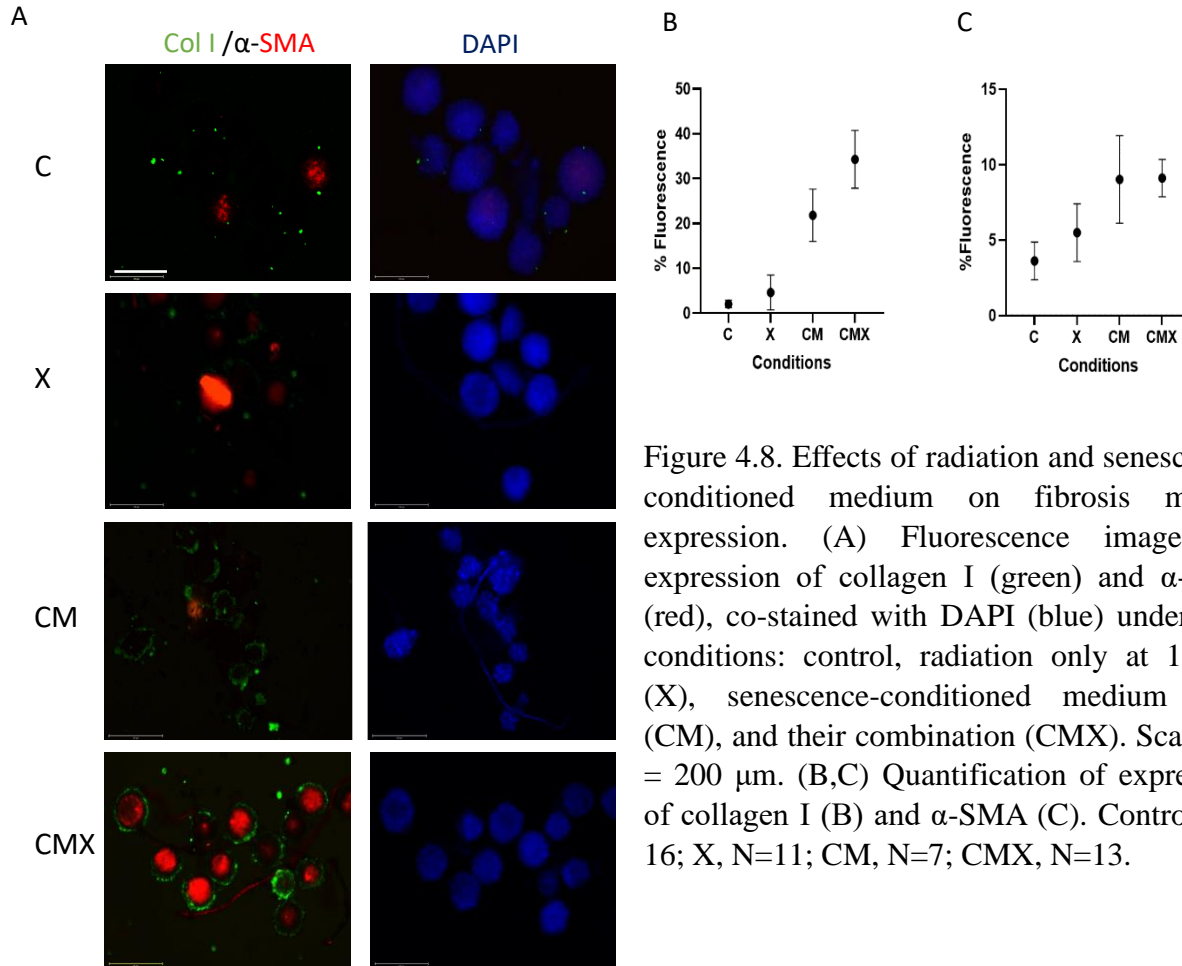 A
Col I /α-SMA
DAPI
C
X
CM
CMX
B
50
40
30
20
10
0
% Fluorescence
C X CM CMX
Conditions
C
15
10
5
0
%Fluorescence
C X CM CMX
Conditions
Figure 4.8. Effects of radiation and senesc
conditioned medium on fibrosis m
expression. (A) Fluorescence image
expression of collagen I (green) and α-
(red), co-stained with DAPI (blue) under
conditions: control, radiation only at 1
(X), senescence-conditioned medium
(CM), and their combination (CMX). Sca
= 200 μm. (B,C) Quantification of expre
of collagen I (B) and α-SMA (C). Contro
16; X, N=11; CM, N=7; CMX, N=13.